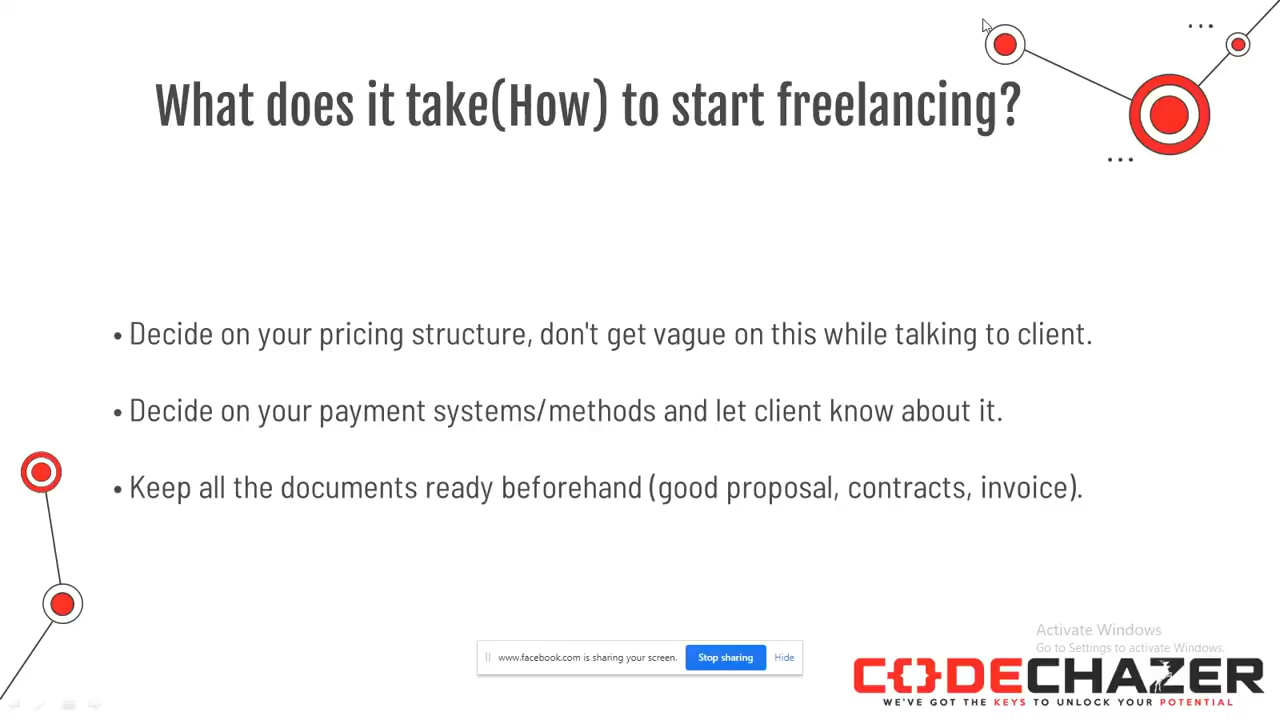 What does it take(How) to start freelancing?
• Decide on your pricing structure, don't get vague on this while talking to client.
• Decide on your payment systems/methods and let client know about it.
• Keep all the documents ready beforehand (good proposal, contracts, invoice).
Activate Windows
Go to Settings to activate Windows.
www.facebook.com is sharing your screen. Stop sharing Hide
C{}DECHAZER
WE'VE GOT THE KEYS TO UNLOCK YOUR POTENTIAL